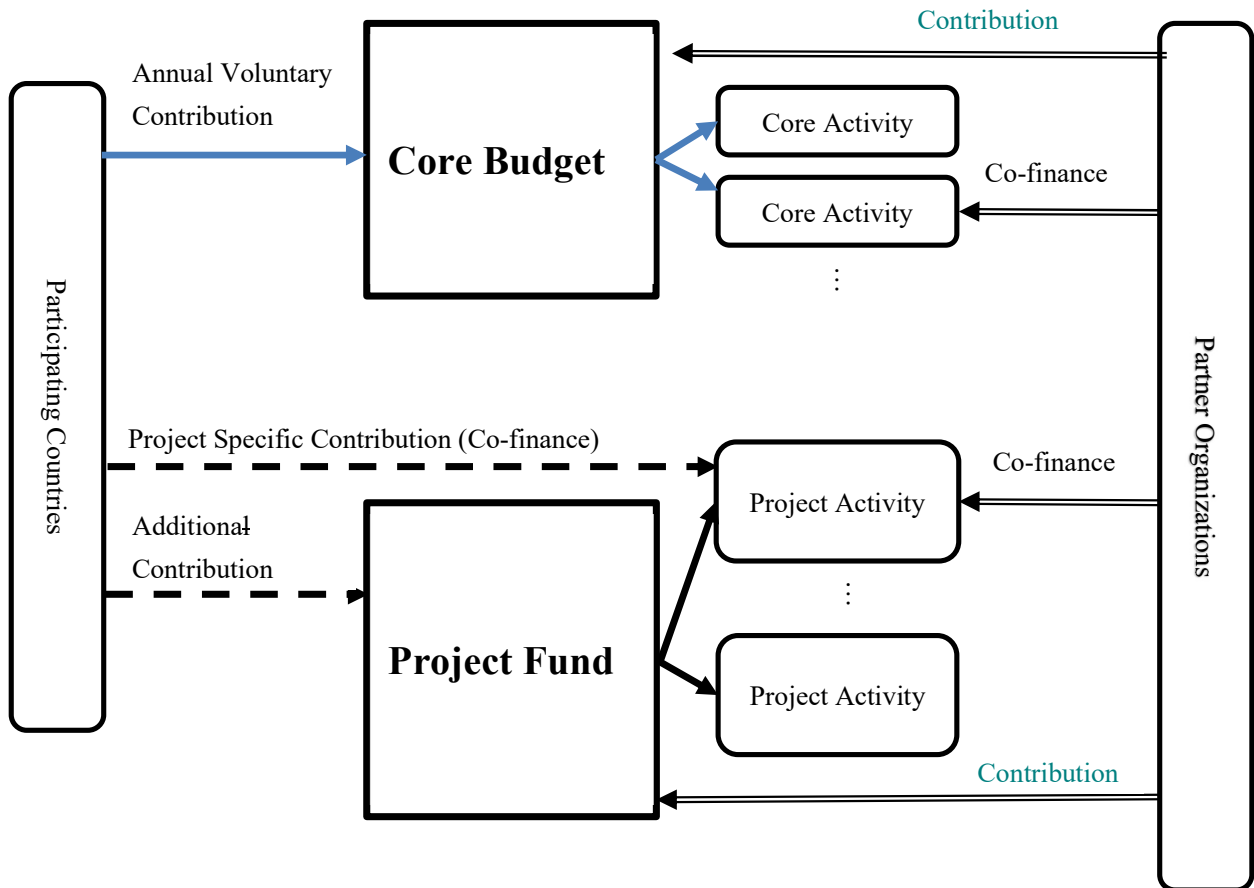 Contribution
Annual Voluntary
Contribution
Core Activity
Core Budget
Co-finance
Core Activity
Participating Countries
Partner Organizations
Project Specific Contribution (Co-finance)
Co-finance
Project Activity
Additional
Contribution
Project Fund
Project Activity
Contribution